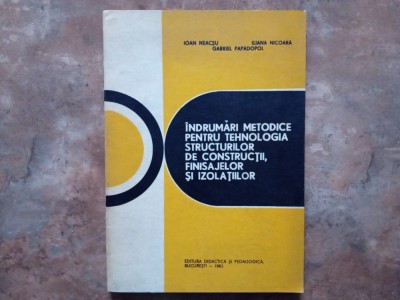 IOAN NEACȘU ILIANA NICOARĂ
GABRIEL PAPADOPOL
ÎNDRUMĂRI METODICE
PENTRU TEHNOLOGIA
STRUCTURILOR
DE CONSTRUCȚII,
FINISAJELOR
ȘI IZOLAȚIILOR
EDITURA DIDACTICĂ ȘI PEDAGOGICĂ,
BUCUREȘTI –